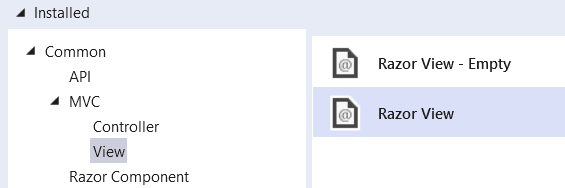 Installed
Common
API
MVC
Controller
View
Razor Component
Razor View - Empty
Razor View